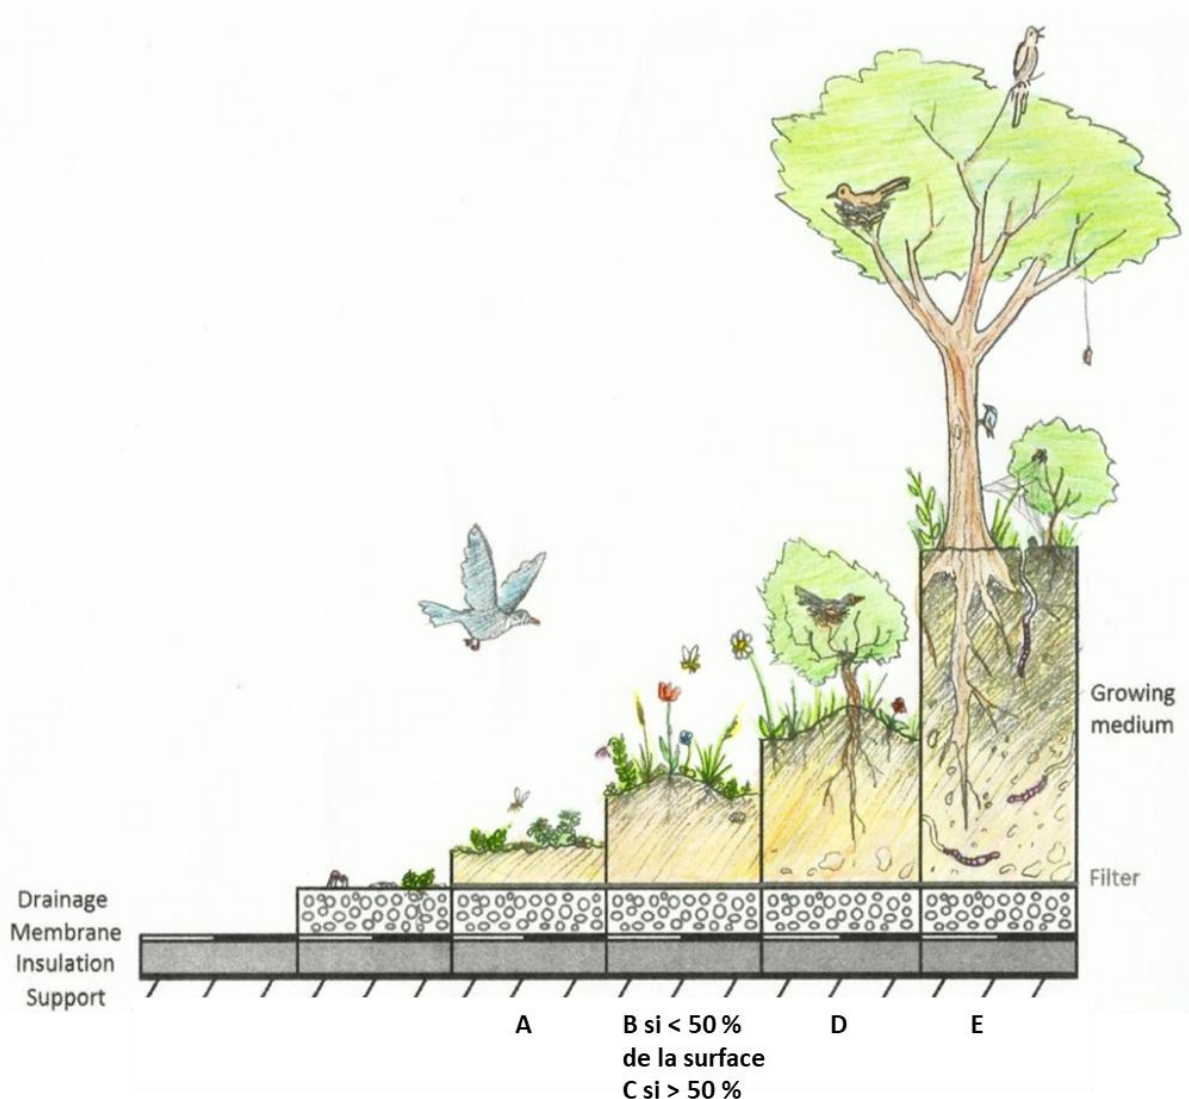 Growing
medium
Filter
Drainage
Membrane
Insulation
Support
A
B si < 50 %
de la surface
C si > 50 %
D
E